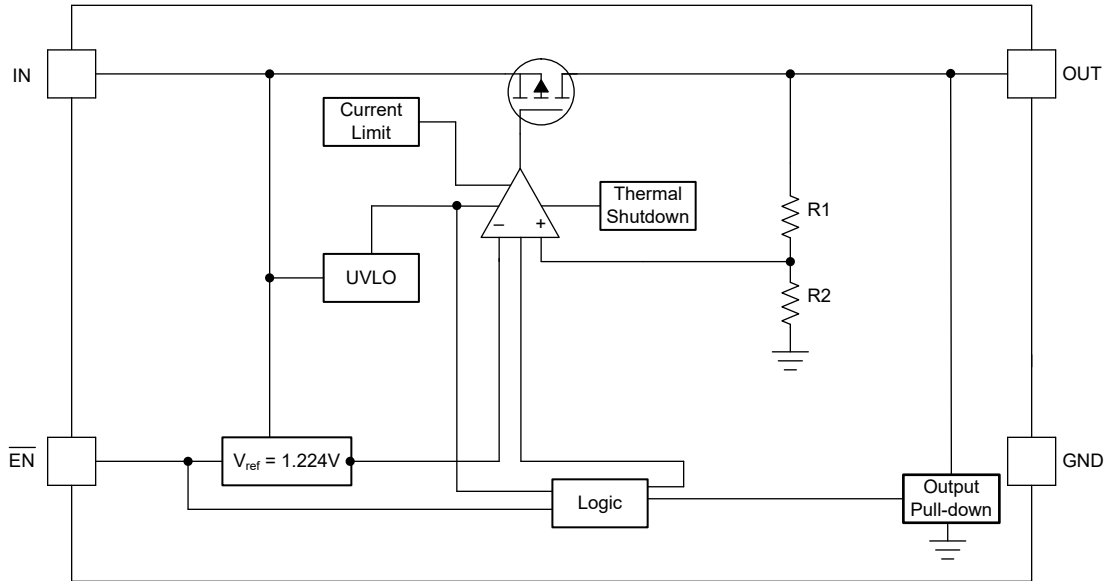 IN
OUT
Current
Limit
Thermal
Shutdown
– +
R1
UVLO
R2
EN
Vref = 1.224V
GND
Logic
Output
Pull-down